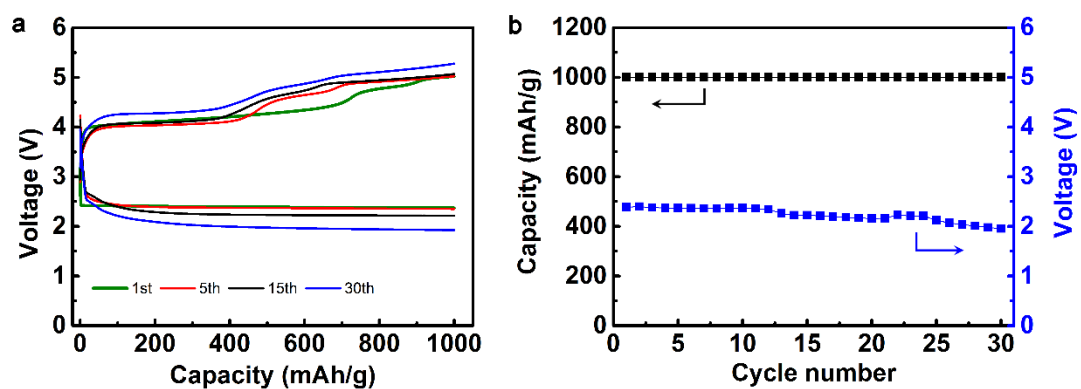 a
6
5
4
3
2
1
0
Voltage (V)
1st 5th 15th 30th
0 200 400 600 800 1000
Capacity (mAh/g)
b
1200
1000
800
600
400
200
0
Capacity (mAh/g)
6
5
4
3
2
1
0
Voltage (V)
0 5 10 15 20 25 30
Cycle number